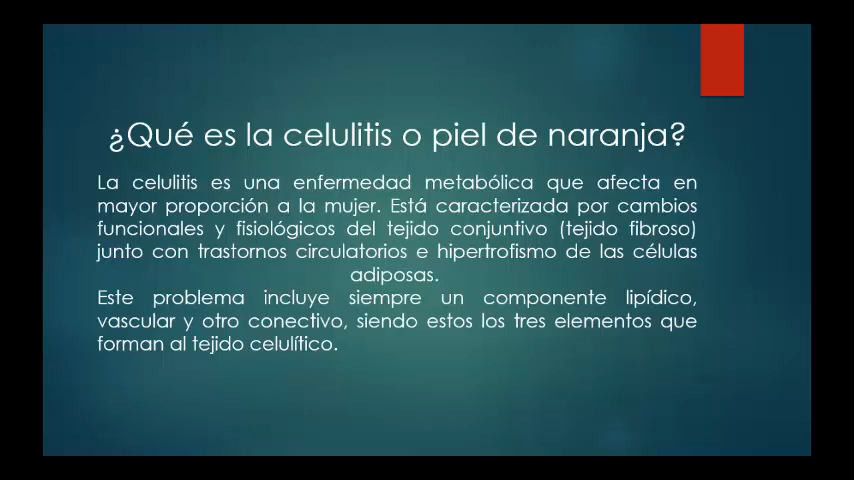 ¿Qué es la celulitis o piel de naranja?
La celulitis es una enfermedad metabólica que afecta en
mayor proporción a la mujer. Está caracterizada por cambios
funcionales y fisiológicos del tejido conjuntivo (tejido fibroso)
junto con trastornos circulatorios e hipertrofismo de las células
adiposas.
Este problema incluye siempre un componente lipídico,
vascular y otro conectivo, siendo estos los tres elementos que
forman al tejido celulítico.